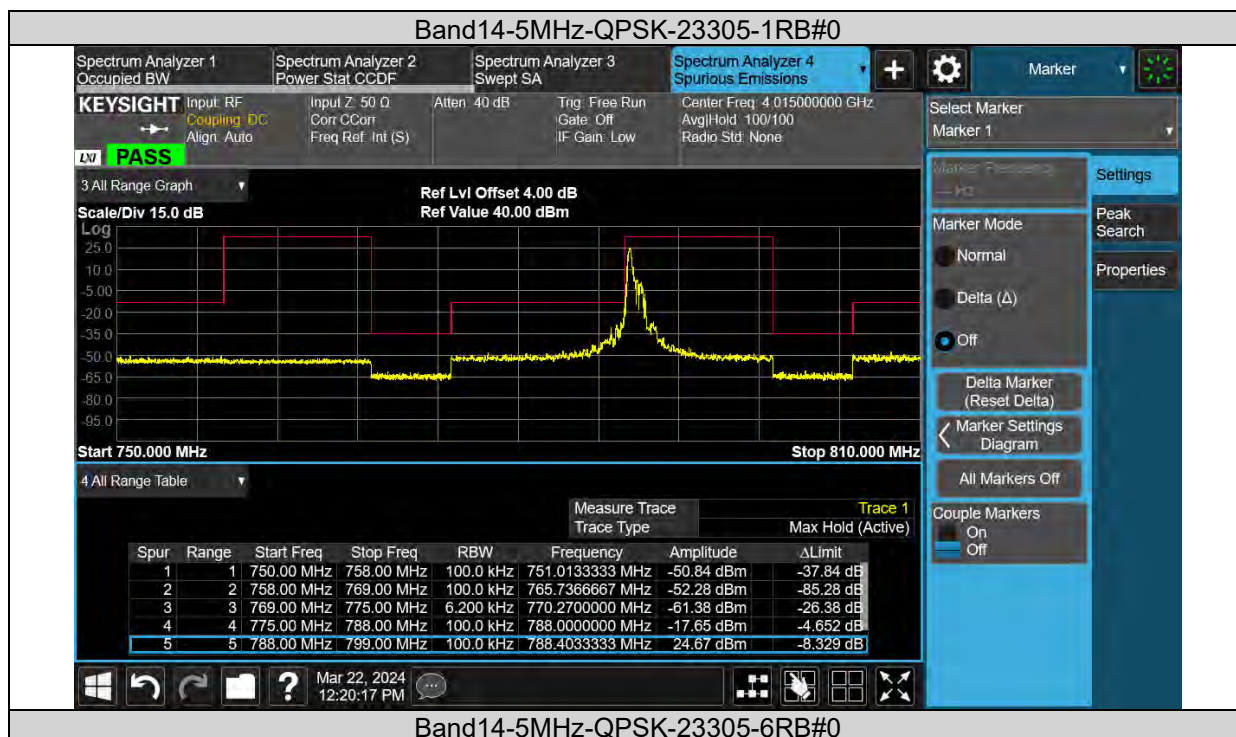 Band14-5MHz-QPSK-23305-1RB#0
Spectrum Analyzer 1
Occupied BW
Spectrum Analyzer 2
Power Stat CCDF
Spectrum Analyzer 3
Swept SA
Spectrum Analyzer 4
Spurious Emissions
+
Marker
KEYSIGHT
LXI
PASS
Input: RF
Coupling: DC
Align: Auto
Input Z: 50 Ω
Corr CCorr
Freq Ref: Int (S)
Atten: 40 dB
Trig: Free Run
Gate: Off
IF Gain: Low
Center Freq: 4.015000000 GHz
Avg|Hold: 100/100
Radio Std: None
Select Marker
Marker 1
Marker Frequency
--- Hz
Settings
Peak Search
Properties
Marker Mode
Normal
Delta (Δ)
Off
Delta Marker
(Reset Delta)
Marker Settings
Diagram
All Markers Off
Couple Markers
On
Off
3 All Range Graph
Scale/Div 15.0 dB
Ref Lvl Offset 4.00 dB
Ref Value 40.00 dBm
Log
25.0
10.0
-5.00
-20.0
-35.0
-50.0
-65.0
-80.0
-95.0
Start 750.000 MHz
Stop 810.000 MHz
4 All Range Table
Measure Trace Trace 1
Trace Type Max Hold (Active)
Spur Range Start Freq Stop Freq RBW Frequency Amplitude ΔLimit
1 1 750.00 MHz 758.00 MHz 100.0 kHz 751.0133333 MHz -50.84 dBm -37.84 dB
2 2 758.00 MHz 769.00 MHz 100.0 kHz 765.7366667 MHz -52.28 dBm -85.28 dB
3 3 769.00 MHz 775.00 MHz 6.200 kHz 770.2700000 MHz -61.38 dBm -26.38 dB
4 4 775.00 MHz 788.00 MHz 100.0 kHz 788.0000000 MHz -17.65 dBm -4.652 dB
5 5 788.00 MHz 799.00 MHz 100.0 kHz 788.4033333 MHz 24.67 dBm -8.329 dB
?
Mar 22, 2024
12:20:17 PM
Band14-5MHz-QPSK-23305-6RB#0